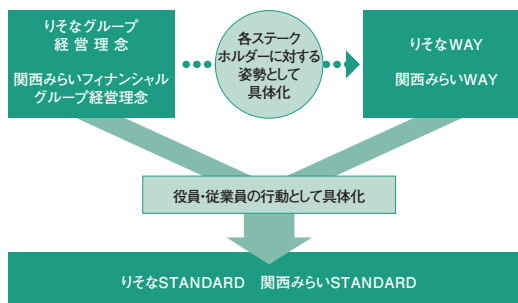 りそなグループ
経営理念
関西みらいフィナンシャル
グループ経営理念
各ステーク
ホルダーに対する
姿勢として
具体化
りそなWAY
関西みらいWAY
役員・従業員の行動として具体化
りそなSTANDARD 関西みらいSTANDARD